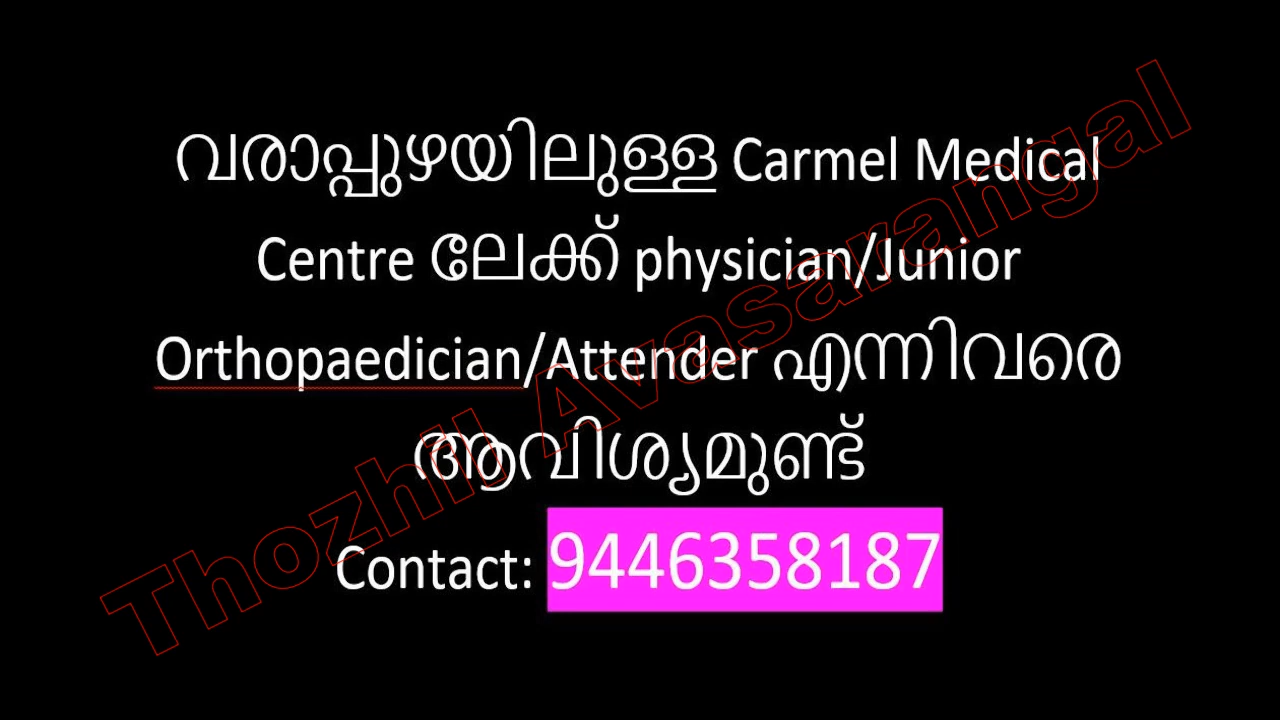 വരാപ്പുഴയിലുള്ള Carmel Medical
Centre ലേക്ക് physician/Junior
Orthopaedician/Attender എന്നിവരെ
ആവിശ്യമുണ്ട്
Contact: 9446358187
Thozhil Avasarangal